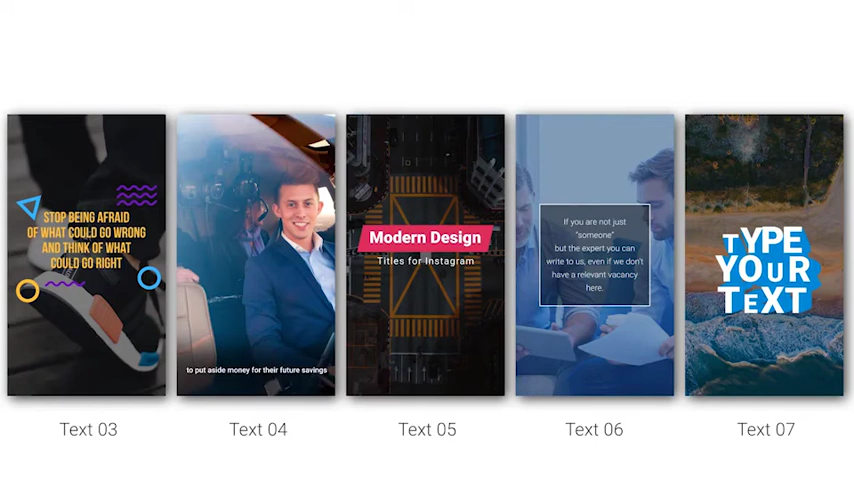 STOP BEING AFRAID
OF WHAT COULD GO WRONG
AND THINK OF WHAT
COULD GO RIGHT
to put aside money for their future savings
Modern Design
Titles for Instagram
If you are not just
"someone"
but the expert you can
write to us, even if we don't
have a relevant vacancy
here.
TYPE
YOUR
TEXT
Text 03
Text 04
Text 05
Text 06
Text 07